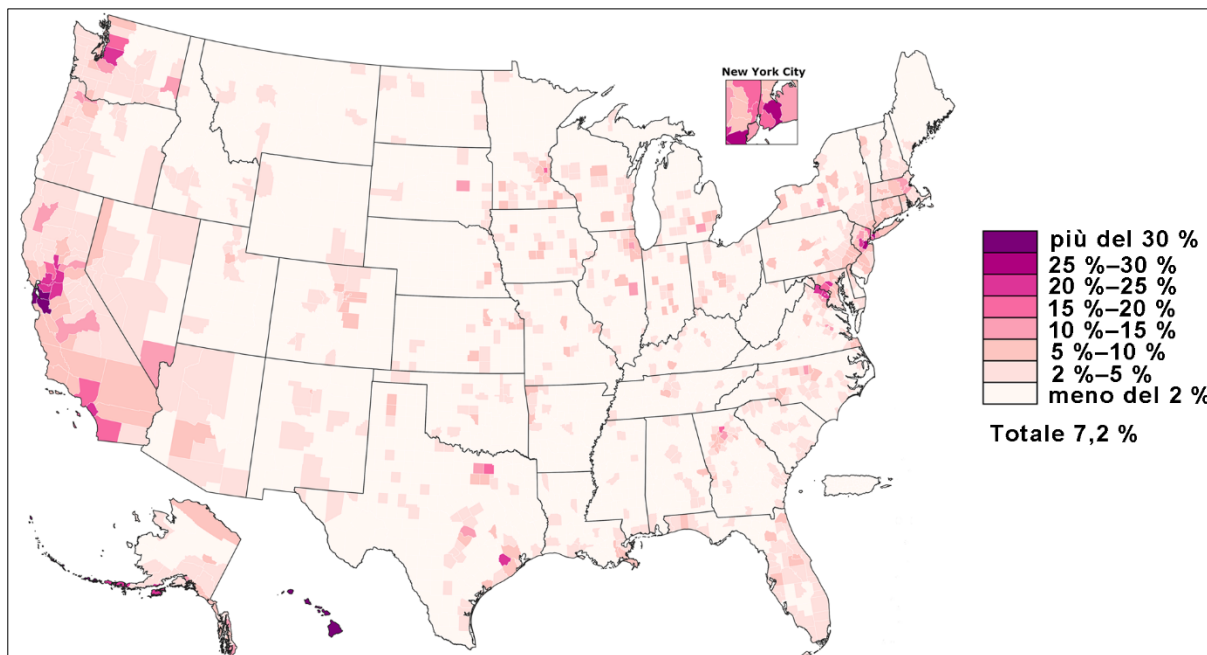 New York City
più del 30 %
25 %–30 %
20 %–25 %
15 %–20 %
10 %–15 %
5 %–10 %
2 %–5 %
meno del 2 %
Totale 7,2 %